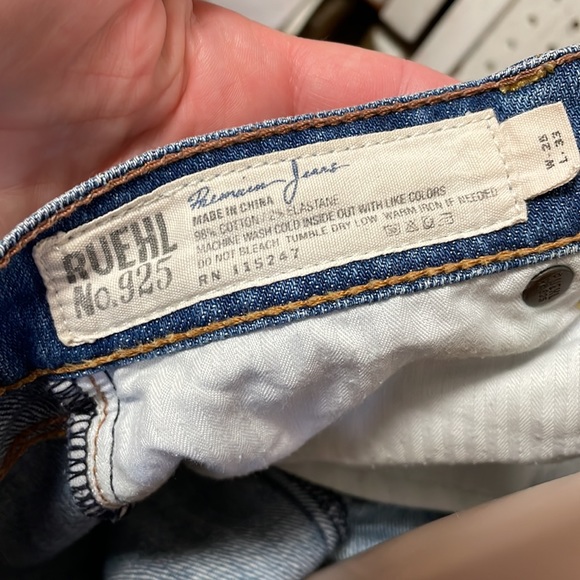 RUEHL
No.925
Premium Jeans
MADE IN CHINA
98% COTTON / 2% ELASTANE
MACHINE WASH COLD INSIDE OUT WITH LIKE COLORS
DO NOT BLEACH TUMBLE DRY LOW WARM IRON IF NEEDED
RN 115247
W.25 L.33